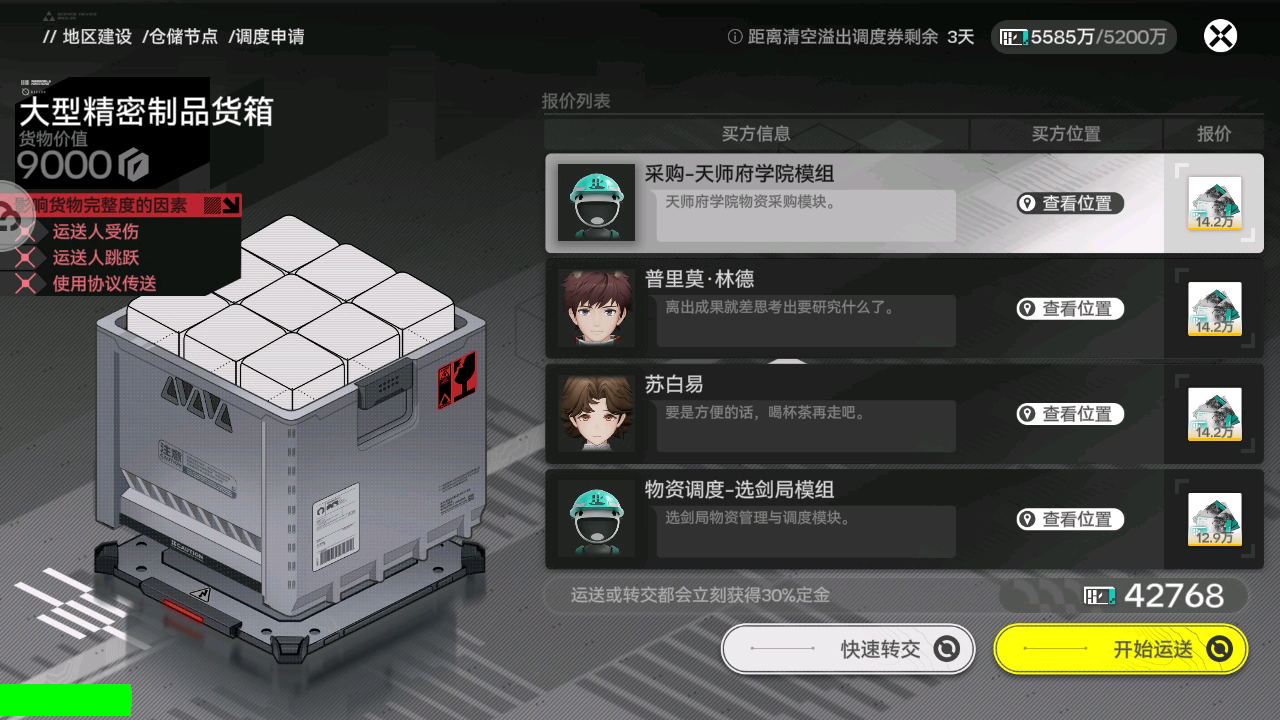 // 地区建设 /仓储节点 /调度申请
距离清空溢出调度券剩余 3天
5585万/5200万
大型精密制品货箱
货物价值
9000
影响货物完整度的因素
运送人受伤
运送人跳跃
使用协议传送
注意
CAUTION
报价列表
买方信息 买方位置 报价
采购-天师府学院模组
天师府学院物资采购模块。
查看位置
14.2万
普里莫·林德
离出成果就差思考出要研究什么了。
查看位置
14.2万
苏白易
要是方便的话，喝杯茶再走吧。
查看位置
14.2万
物资调度-选剑局模组
选剑局物资管理与调度模块。
查看位置
12.9万
运送或转交都会立刻获得30%定金
42768
快速转交
开始运送